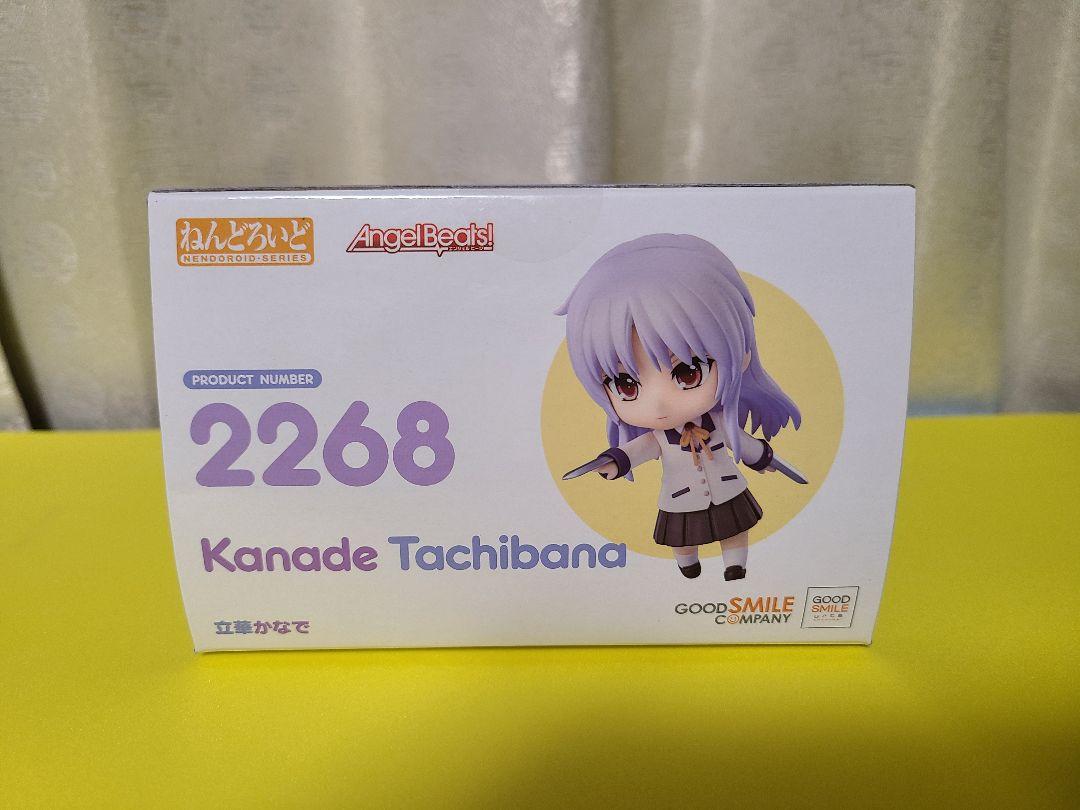 ねんどろいど
NENDOROID·SERIES
AngelBeats!
PRODUCT NUMBER
2268
Kanade Tachibana
立華かなで
GOOD SMILE
COMPANY
GOOD
SMILE